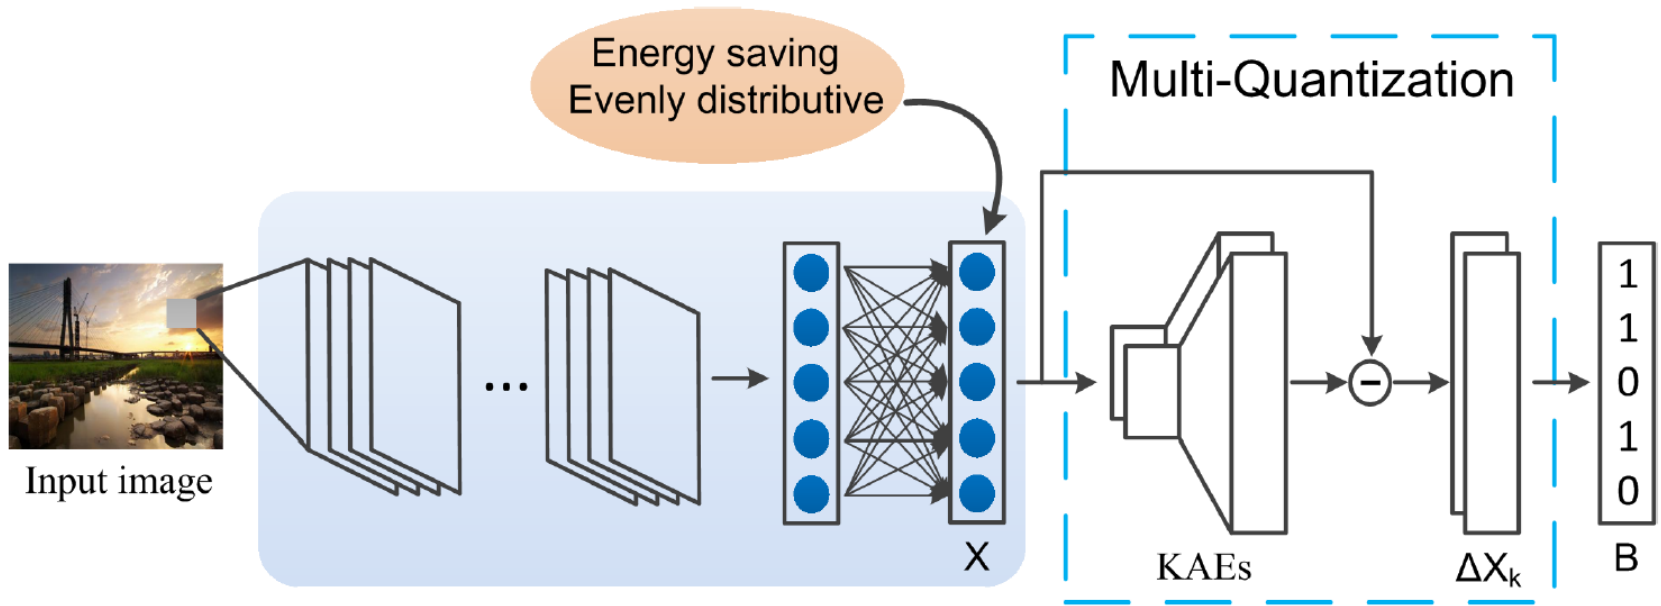 Energy saving
Evenly distributive
Multi-Quantization
Input image
...
X
KAEs
−
ΔXₖ
1
1
0
1
0
B